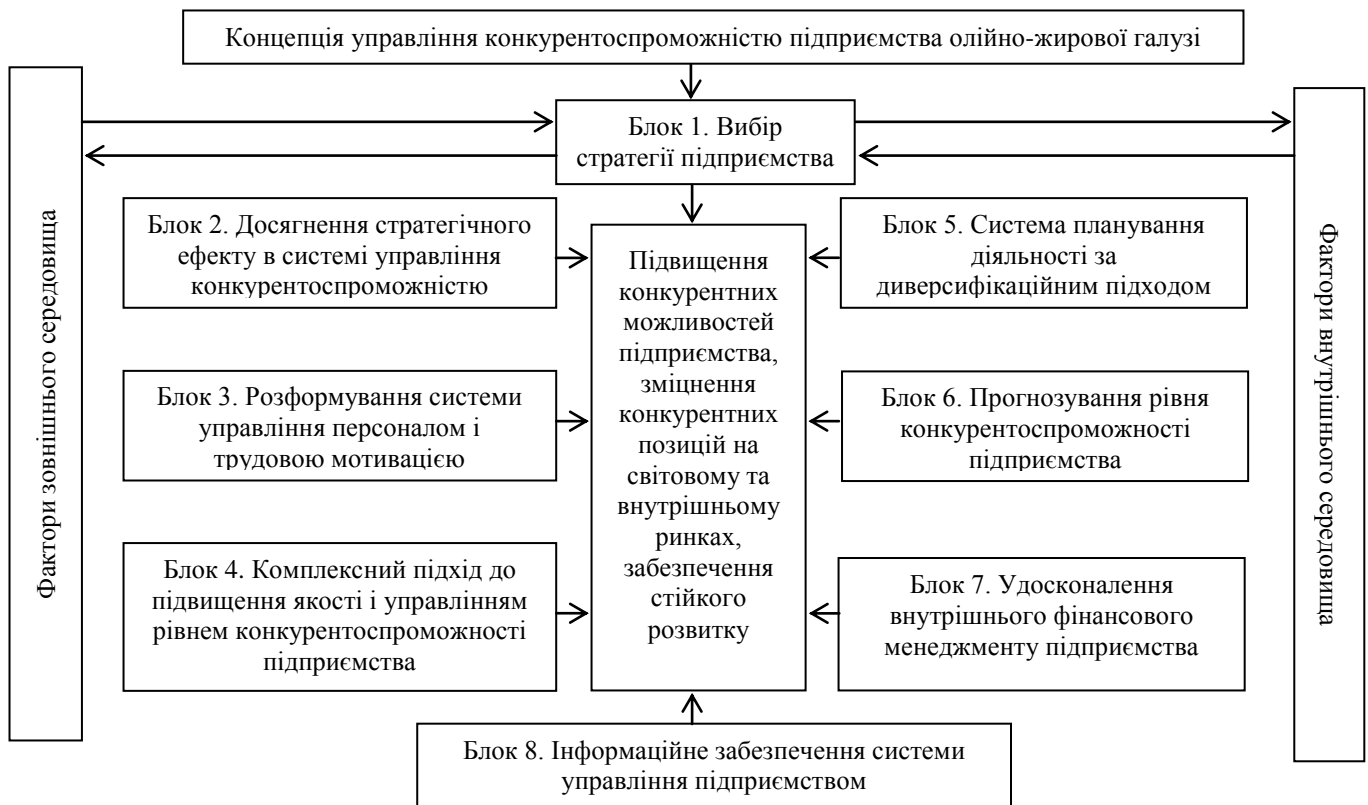 Концепція управління конкурентоспроможністю підприємства олійно-жирової галузі
Фактори зовнішнього середовища
Блок 1. Вибір
стратегії підприємства
Фактори внутрішнього середовища
Блок 2. Досягнення стратегічного
ефекту в системі управління
конкурентоспроможністю
Блок 3. Розформування системи
управління персоналом і
трудовою мотивацією
Блок 4. Комплексний підхід до
підвищення якості і управлінням
рівнем конкурентоспроможності
підприємства
Підвищення
конкурентних
можливостей
підприємства,
зміцнення
конкурентних
позицій на
світовому та
внутрішньому
ринках,
забезпечення
стійкого
розвитку
Блок 5. Система планування
діяльності за
диверсифікаційним підходом
Блок 6. Прогнозування рівня
конкурентоспроможності
підприємства
Блок 7. Удосконалення
внутрішнього фінансового
менеджменту підприємства
Блок 8. Інформаційне забезпечення системи
управління підприємством